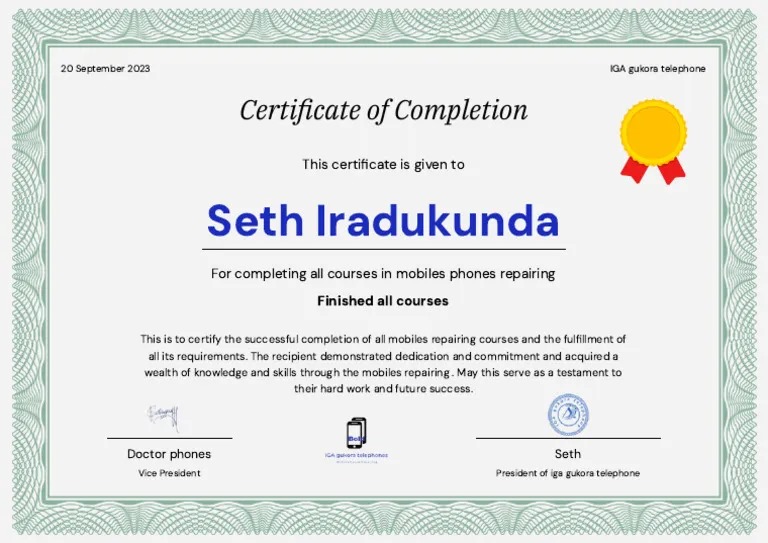 20 September 2023
IGA gukora telephone
Certificate of Completion
This certificate is given to
Seth Iradukunda
For completing all courses in mobiles phones repairing
Finished all courses
This is to certify the successful completion of all mobiles repairing courses and the fulfillment of
all its requirements. The recipient demonstrated dedication and commitment and acquired a
wealth of knowledge and skills through the mobiles repairing . May this serve as a testament to
their hard work and future success.
IGA gukora telephones
Doctor phones
Seth
Vice President
President of iga gukora telephone